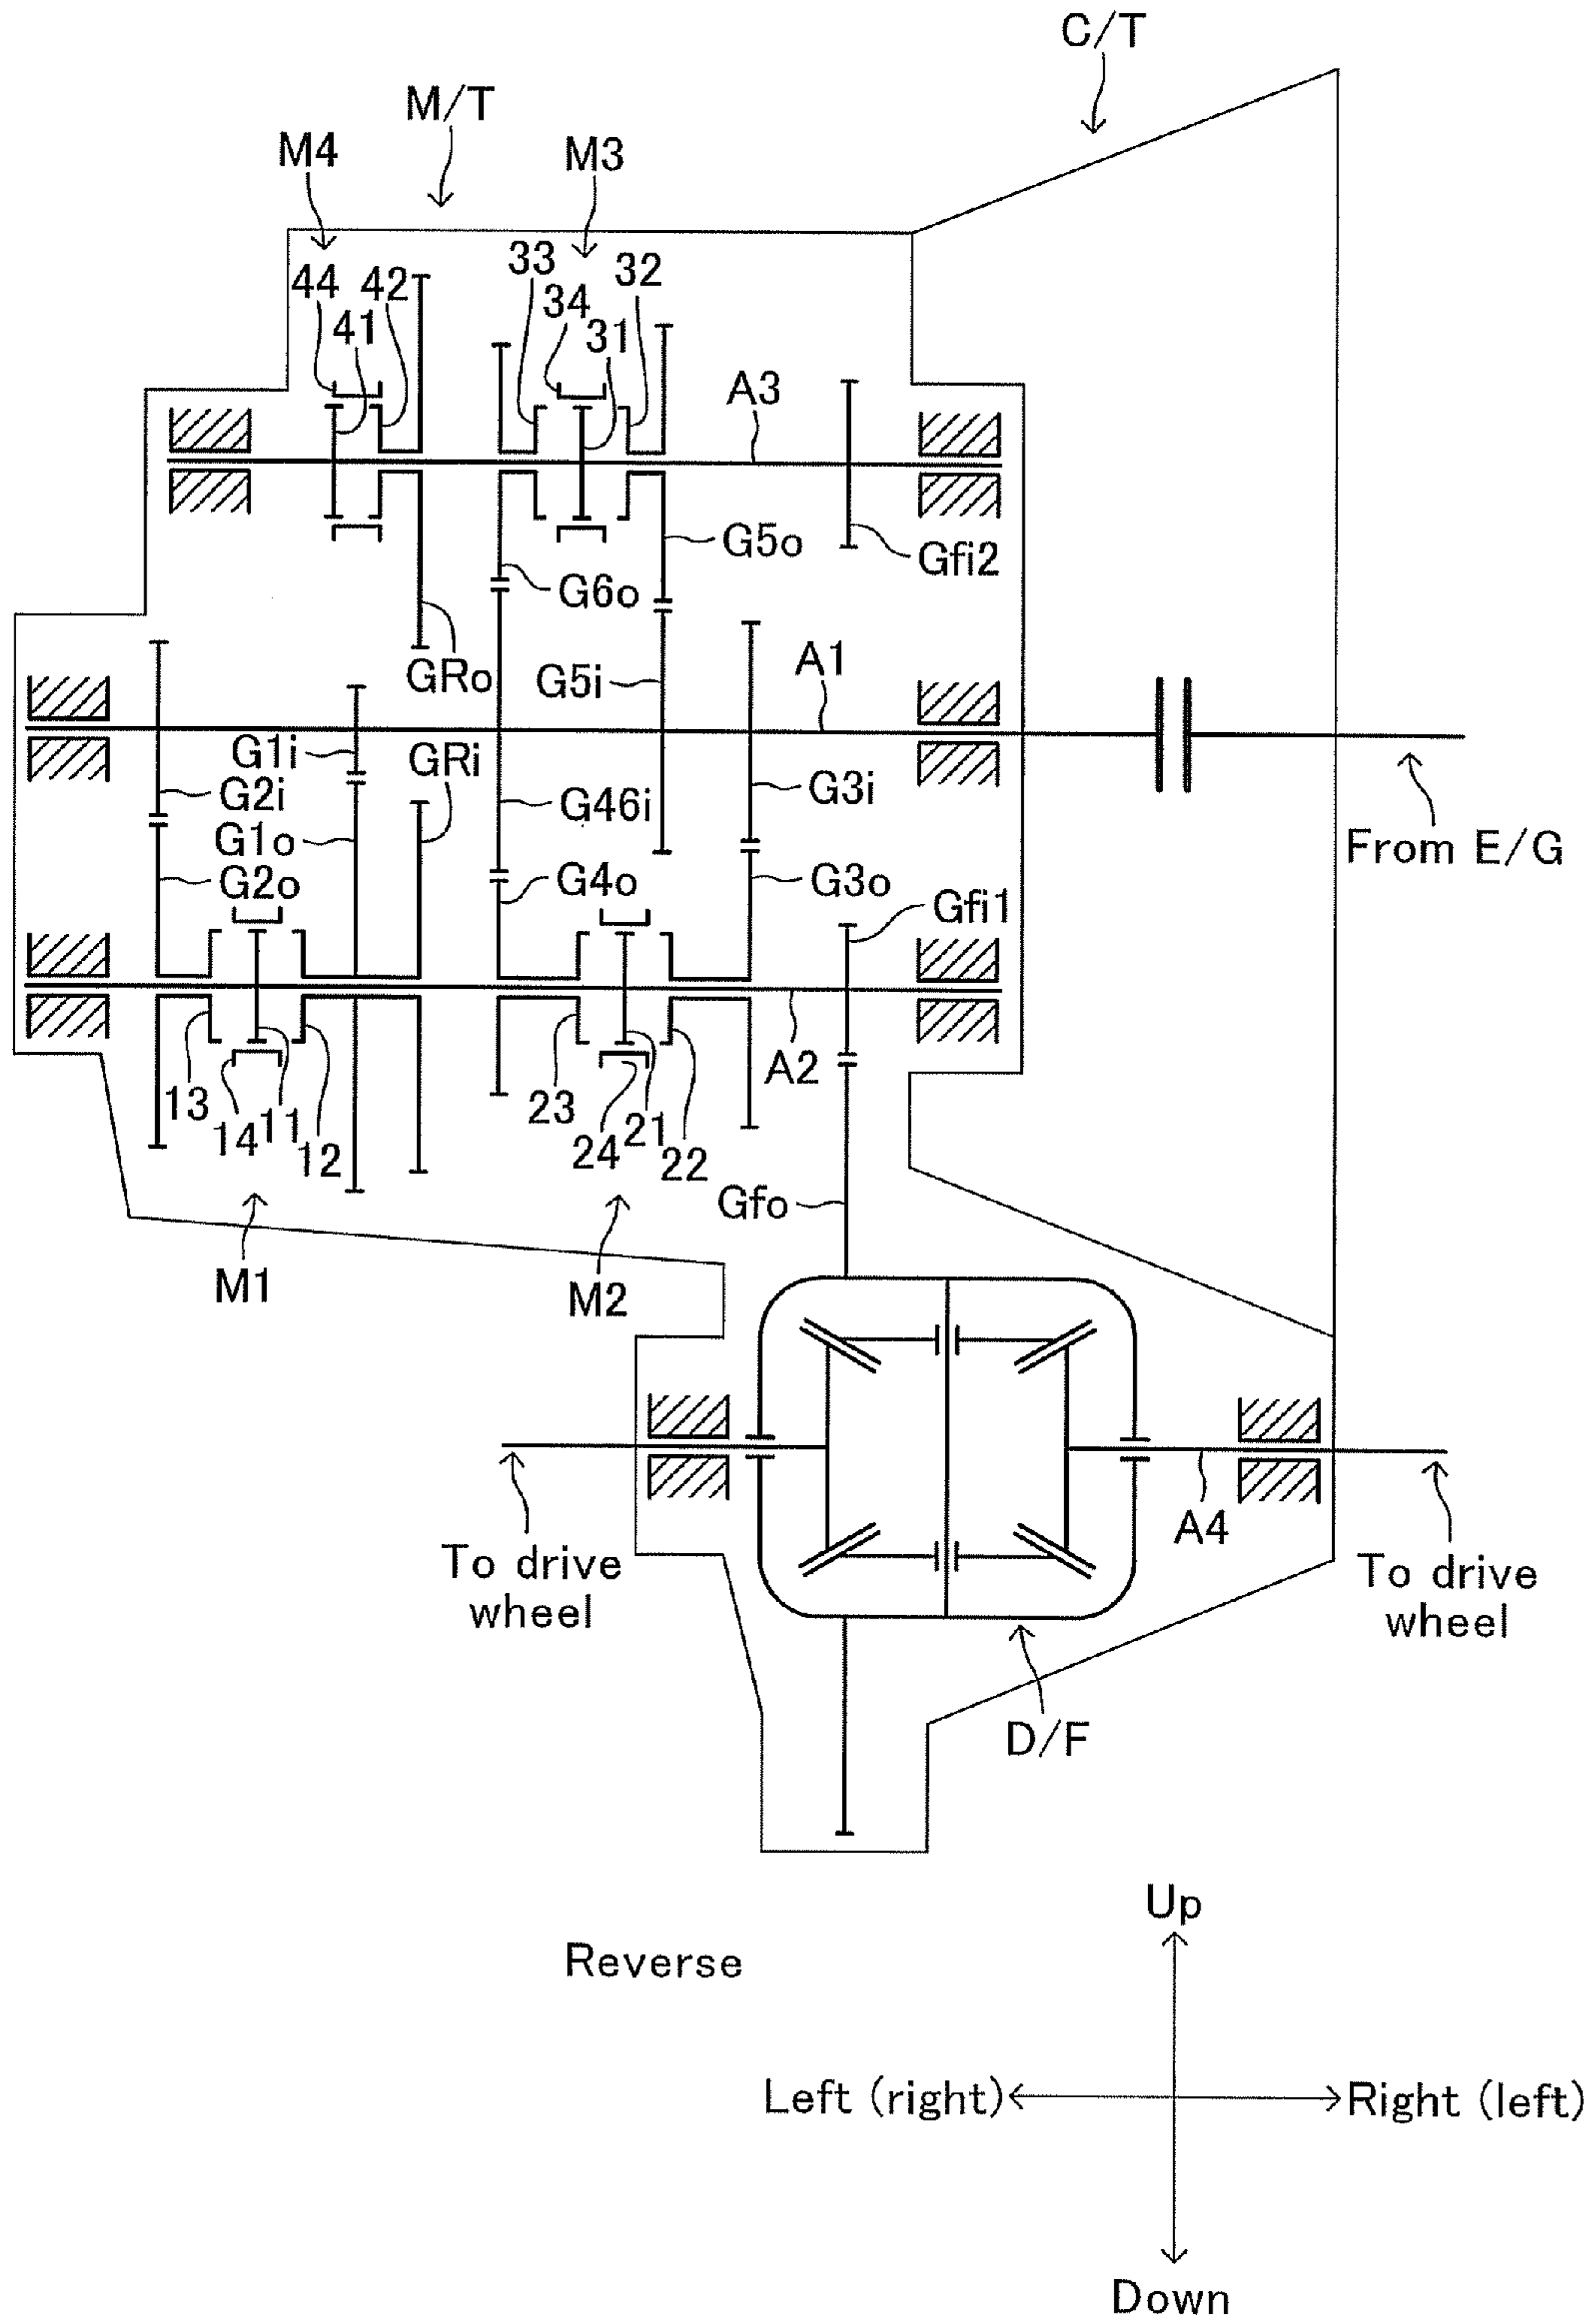 C/T
M/T
M4
M3
33
32
44
42
34
41
31
A3
G5o
Gfi2
G6o
GRo
G5i
A1
G1i
GRi
G2i
G46i
G3i
From E/G
G1o
G2o
G4o
G3o
Gfi1
A2
13
14
11
12
23
24
21
22
Gfo
M1
M2
A4
To drive
wheel
To drive
wheel
D/F
Up
Reverse
Left (right)
Right (left)
Down